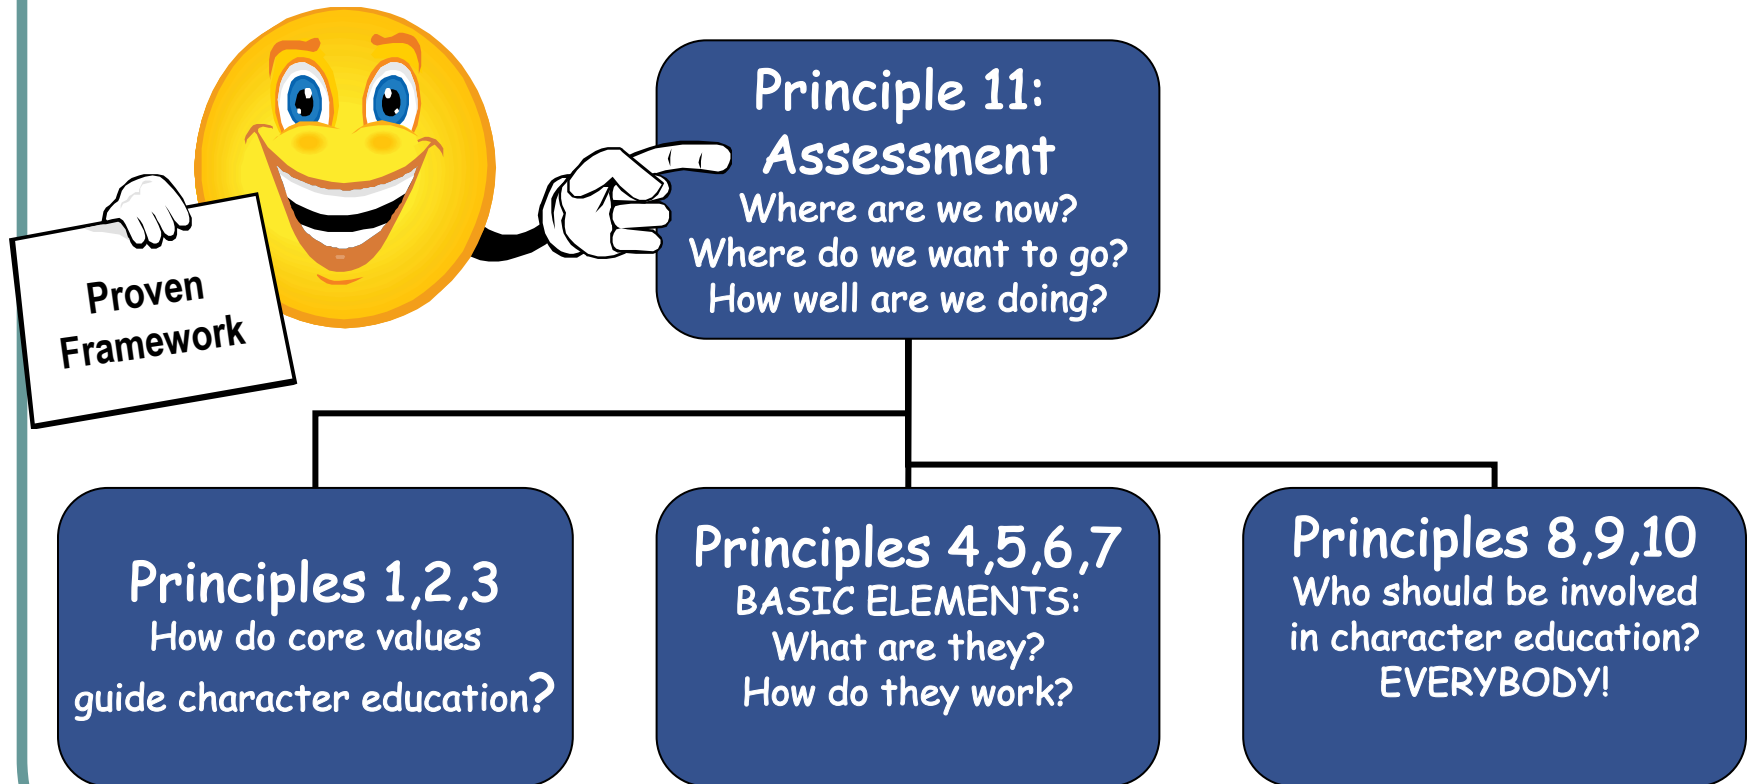 Proven
Framework
Principle 11:
Assessment
Where are we now?
Where do we want to go?
How well are we doing?
Principles 1,2,3
How do core values
guide character education?
Principles 4,5,6,7
BASIC ELEMENTS:
What are they?
How do they work?
Principles 8,9,10
Who should be involved
in character education?
EVERYBODY!